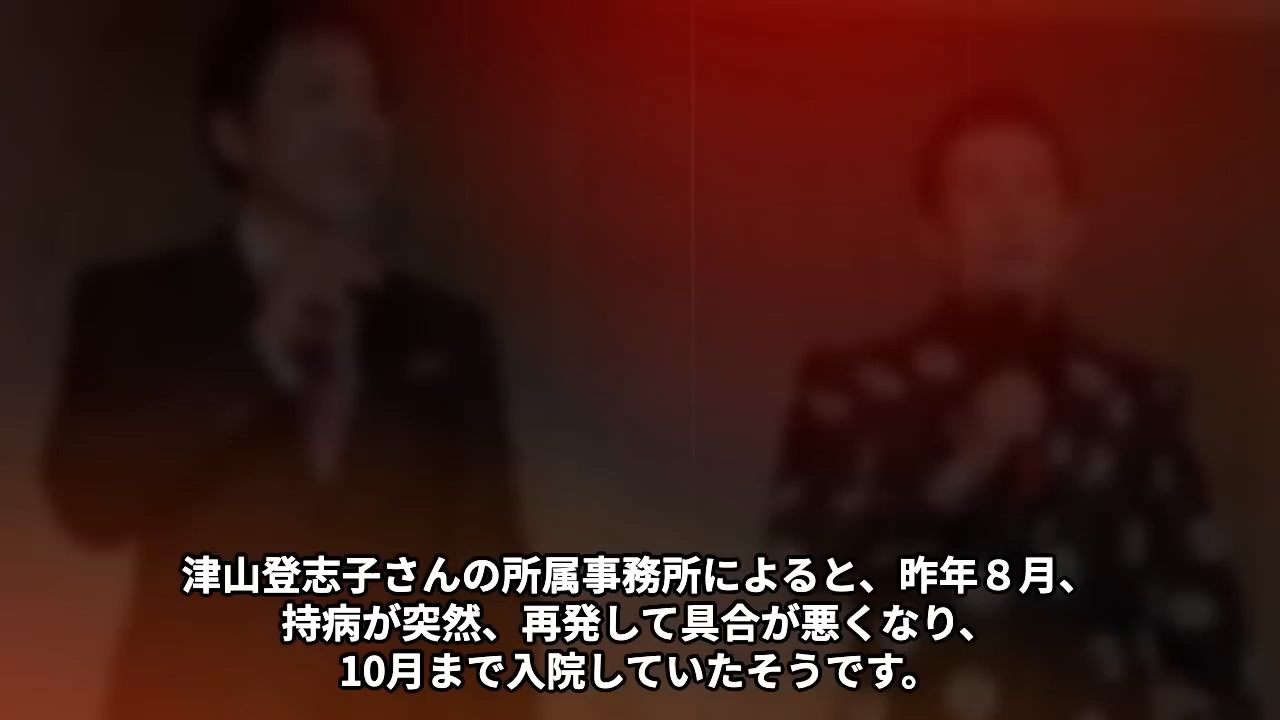 津山登志子さんの所属事務所によると、昨年８月、
持病が突然、再発して具合が悪くなり、
10月まで入院していたそうです。